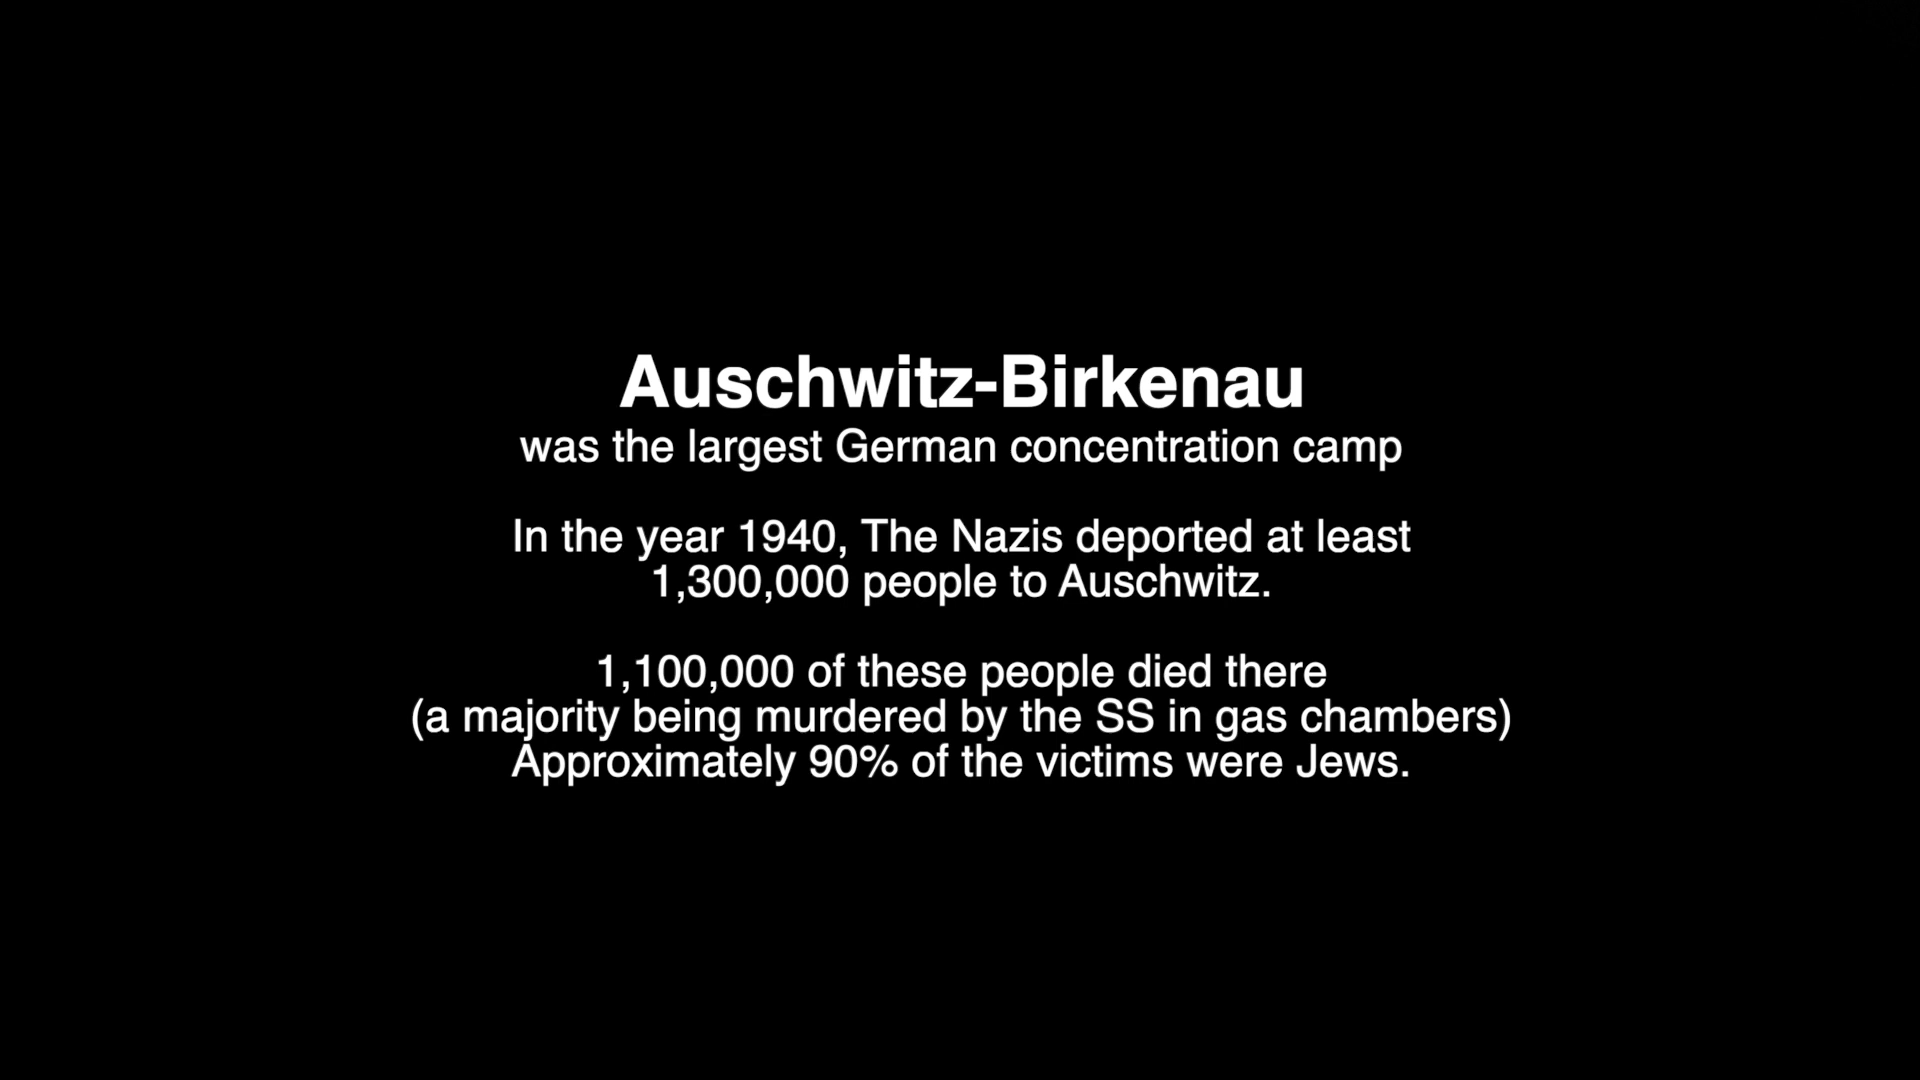 Auschwitz-Birkenau
was the largest German concentration camp
In the year 1940, The Nazis deported at least
1,300,000 people to Auschwitz.
1,100,000 of these people died there
(a majority being murdered by the SS in gas chambers)
Approximately 90% of the victims were Jews.